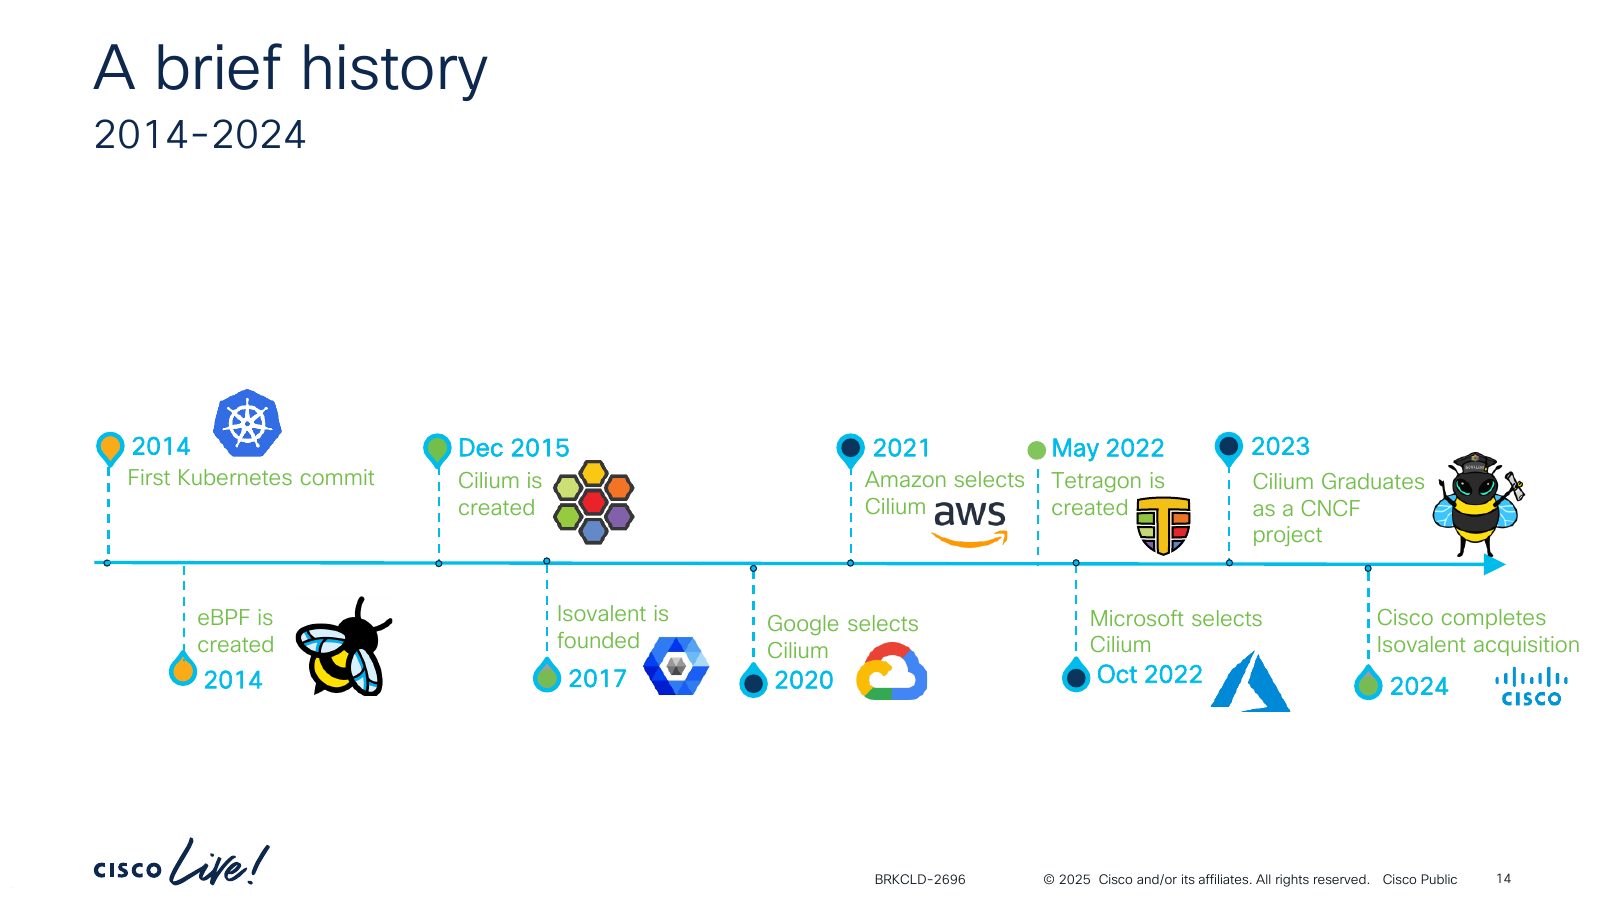 A brief history
2014-2024
2014
First Kubernetes commit
Dec 2015
Cilium is
created
2021
Amazon selects
Cilium
aws
May 2022
Tetragon is
created
2023
Cilium Graduates
as a CNCF
project
eBPF is
created
2014
Isovalent is
founded
2017
Google selects
Cilium
2020
Microsoft selects
Cilium
Oct 2022
Cisco completes
Isovalent acquisition
2024
CISCO
CISCO Live!
BRKCLD-2696
© 2025 Cisco and/or its affiliates. All rights reserved. Cisco Public
14